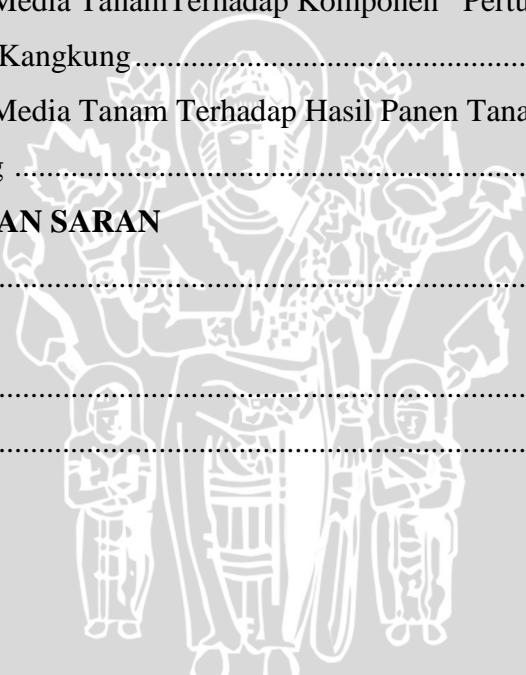 Media TanamTerhadap Komponen Pertu
Kangkung..............................................................
Media Tanam Terhadap Hasil Panen Tana
..............................................................................
AN SARAN
..............................................................................
..............................................................................
..............................................................................